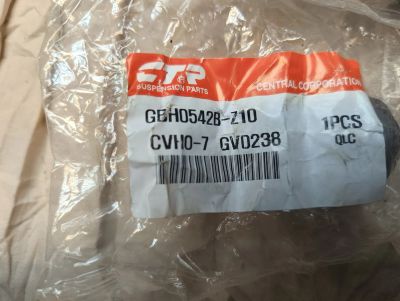 CTR
SUSPENSION PARTS
CENTRAL CORPORATION
GBH0542B-Z10
1PCS
CVH0-7 GV0238
QLC